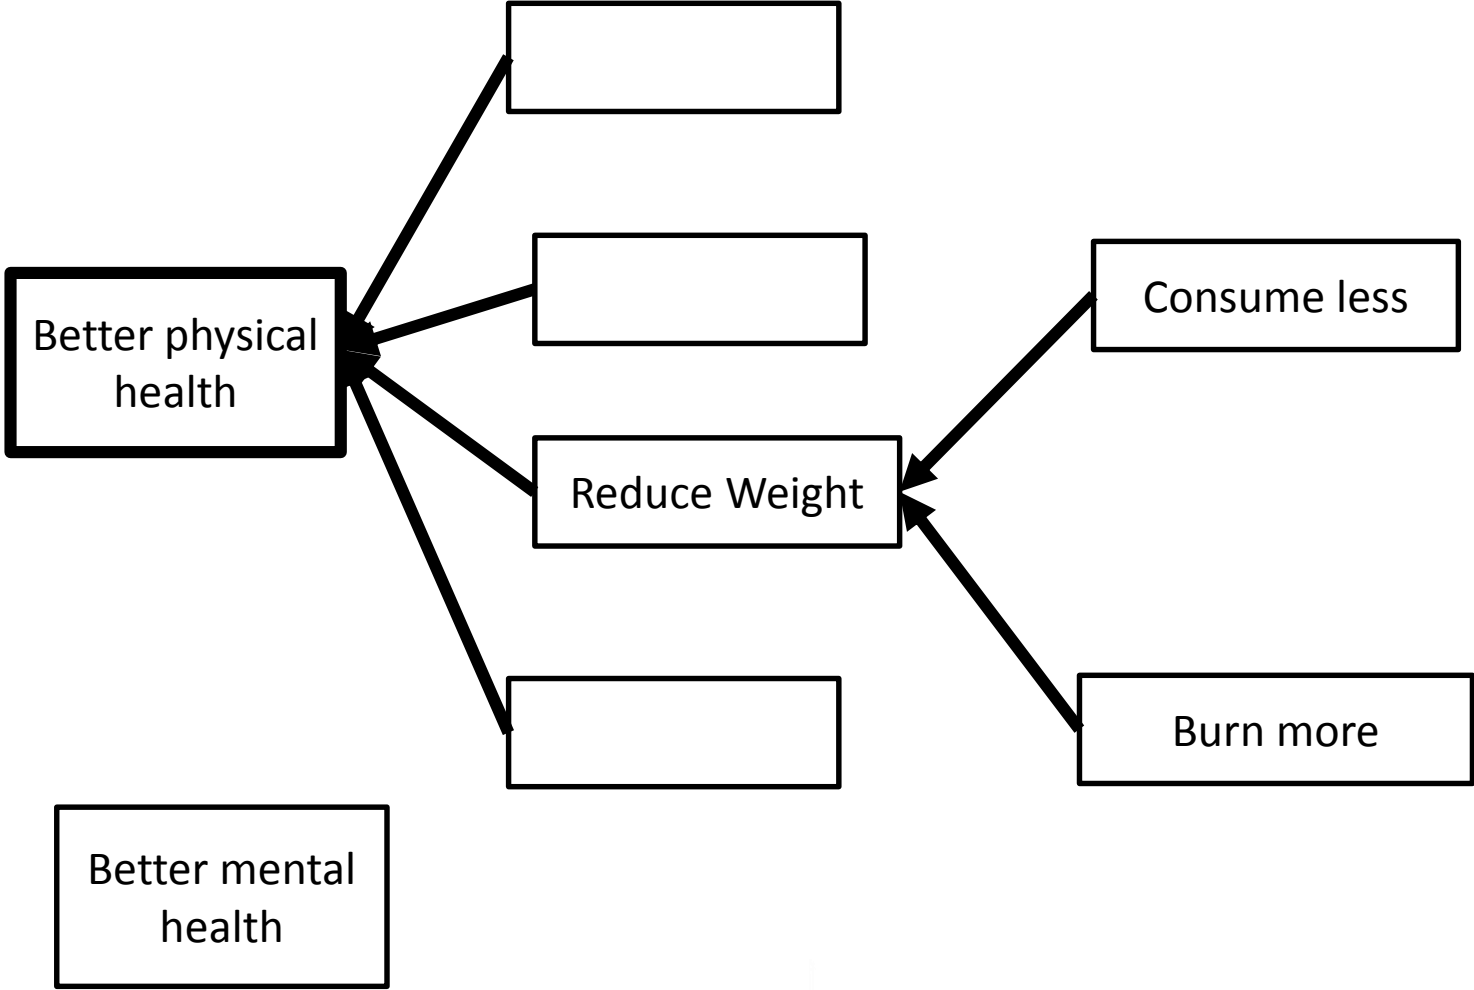 Better physical
health
Reduce Weight
Consume less
Burn more
Better mental
health